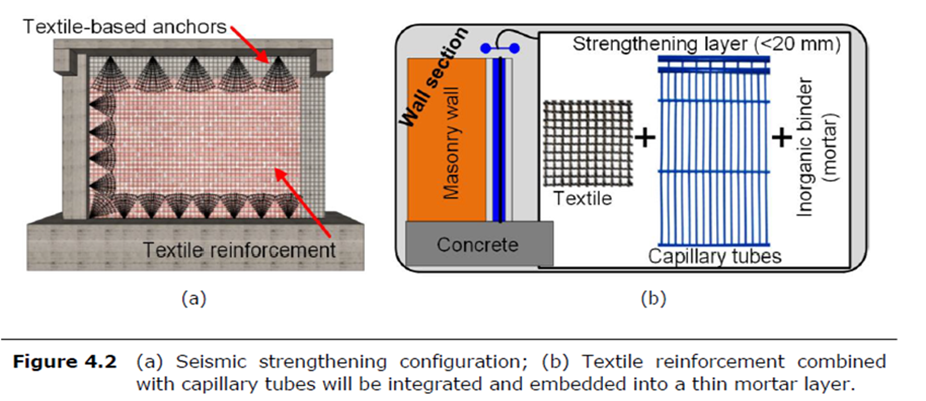 Textile-based anchors
Textile reinforcement
(a)
Wall section
Masonry wall
Concrete
Strengthening layer (<20 mm)
Textile
+
Capillary tubes
+
Inorganic binder
(mortar)
(b)
Figure 4.2 (a) Seismic strengthening configuration; (b) Textile reinforcement combined
with capillary tubes will be integrated and embedded into a thin mortar layer.